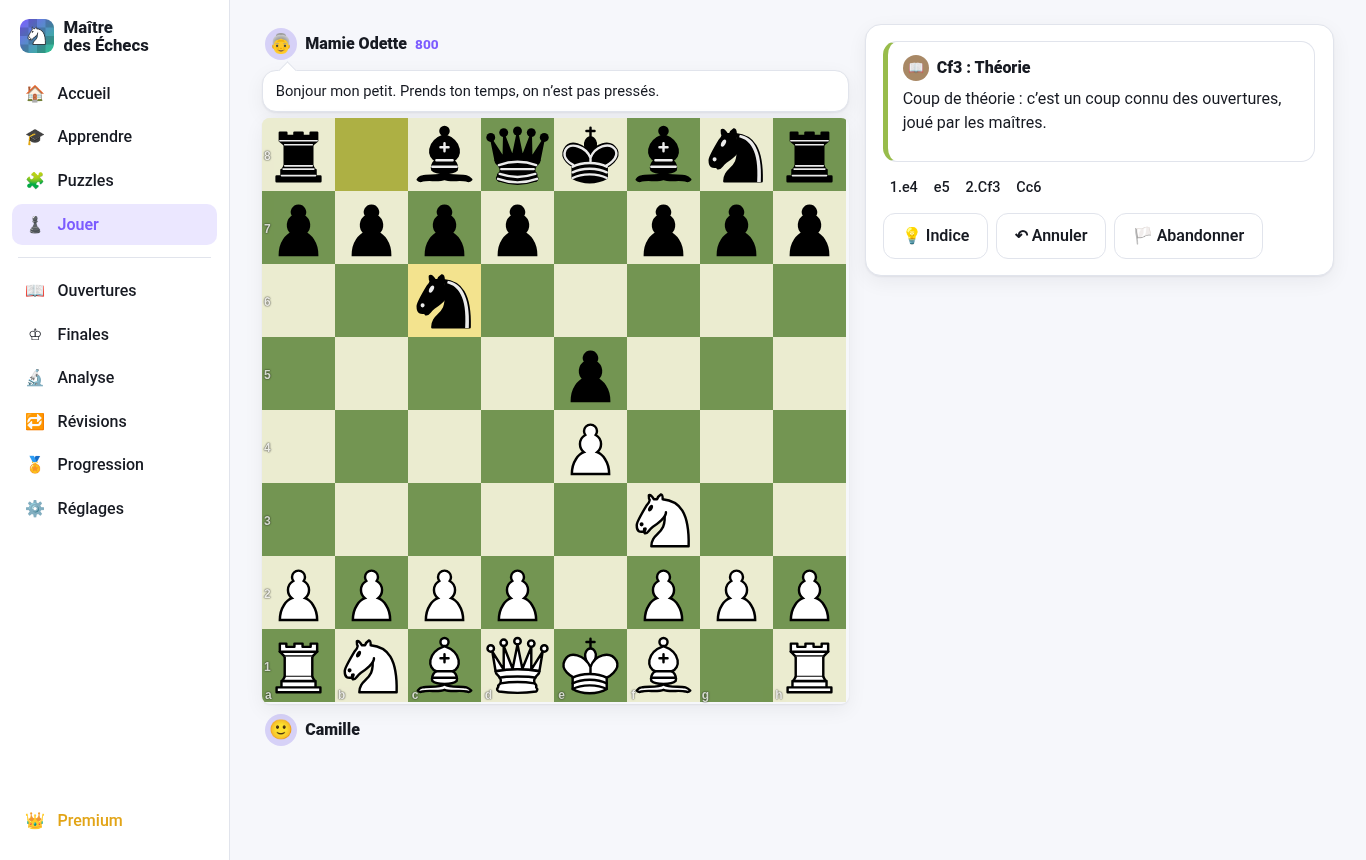 Maître
des Échecs
Accueil
Apprendre
Puzzles
Jouer
Ouvertures
Finales
Analyse
Révisions
Progression
Réglages
Premium
Mamie Odette 800
Bonjour mon petit. Prends ton temps, on n’est pas pressés.
8
7
6
5
4
3
2
1
a b c d e f g h
Camille
Cf3 : Théorie
Coup de théorie : c’est un coup connu des ouvertures,
joué par les maîtres.
1.e4 e5 2.Cf3 Cc6
Indice
Annuler
Abandonner